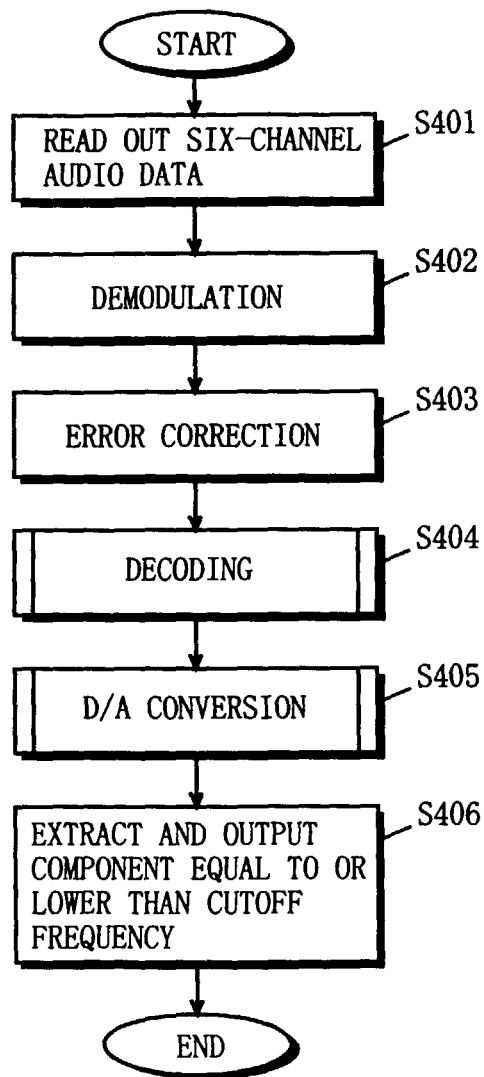 START
READ OUT SIX-CHANNEL
AUDIO DATA
S401
DEMODULATION
S402
ERROR CORRECTION
S403
DECODING
S404
D/A CONVERSION
S405
EXTRACT AND OUTPUT
COMPONENT EQUAL TO OR
LOWER THAN CUTOFF
FREQUENCY
S406
END